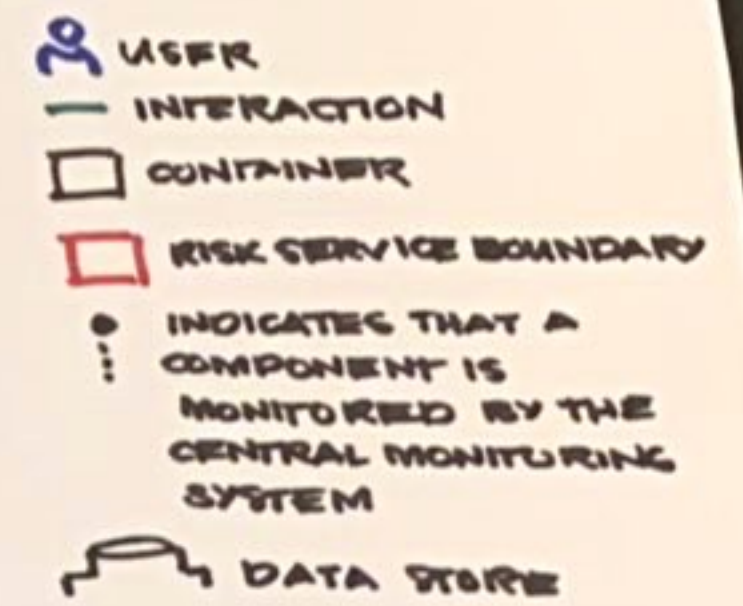 USER
INTERACTION
CONTAINER
RISK SERVICE BOUNDARY
INDICATES THAT A
COMPONENT IS
MONITORED BY THE
CENTRAL MONITORING
SYSTEM
DATA STORE